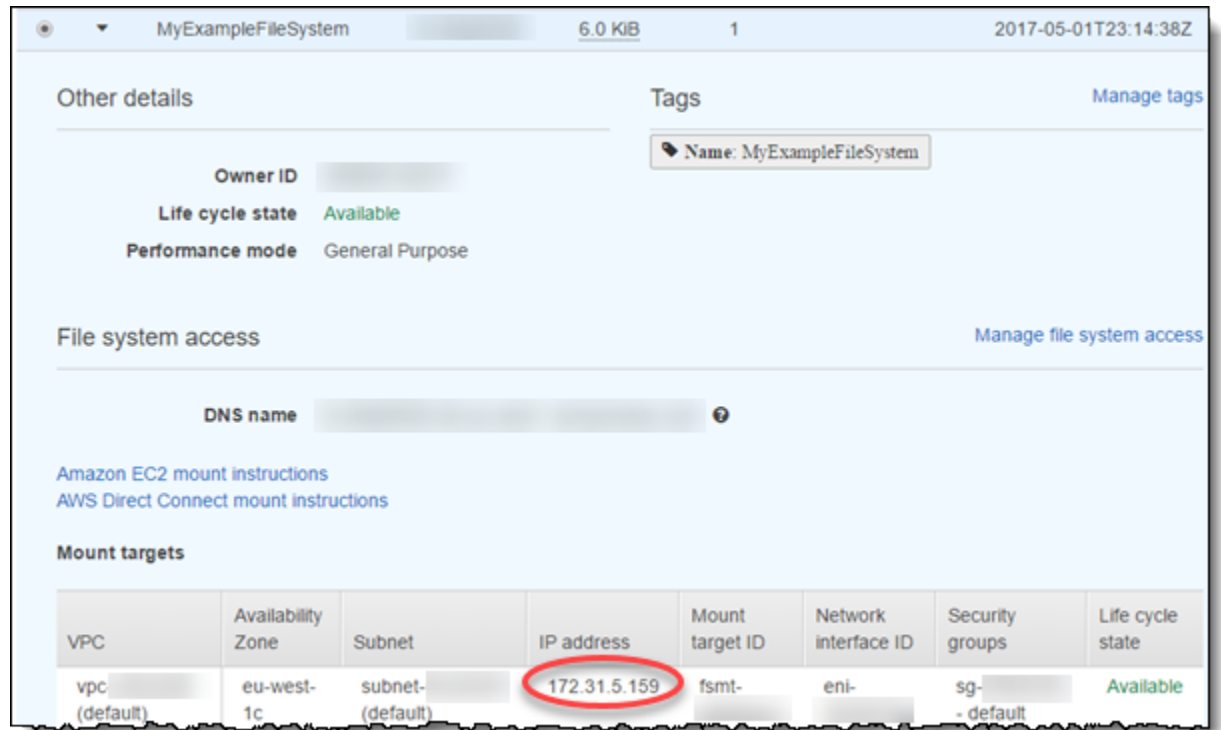 MyExampleFileSystem 6.0 KiB 1 2017-05-01T23:14:38Z
Other details
Tags
Manage tags
Name: MyExampleFileSystem
Owner ID
Life cycle state Available
Performance mode General Purpose
File system access
Manage file system access
DNS name
Amazon EC2 mount instructions
AWS Direct Connect mount instructions
Mount targets
VPC
Availability
Zone
Subnet
IP address
Mount
target ID
Network
interface ID
Security
groups
Life cycle
state
vpc-
(default)
eu-west-
1c
subnet-
(default)
172.31.5.159
fsmt-
eni-
sg-
- default
Available